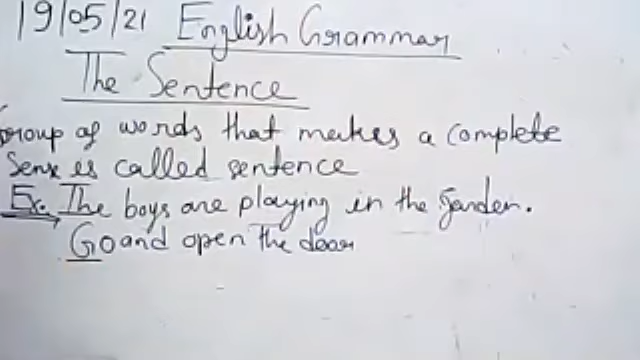 19/05/21 English Grammar
The Sentence
Group of words that makes a complete
Sense is called sentence
Ex. The boys are playing in the garden.
Go and open the door